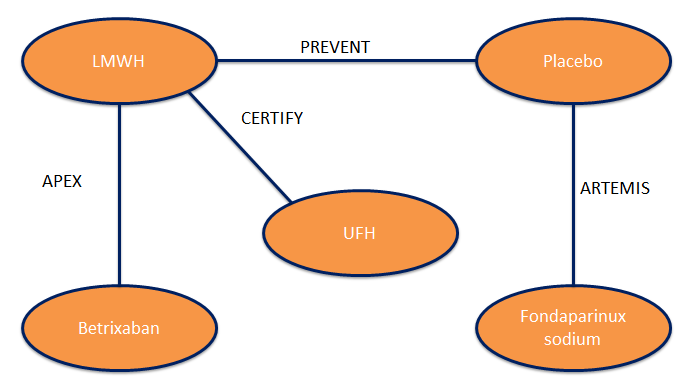 LMWH
PREVENT
Placebo
CERTIFY
APEX
ARTEMIS
UFH
Betrixaban
Fondaparinux
sodium